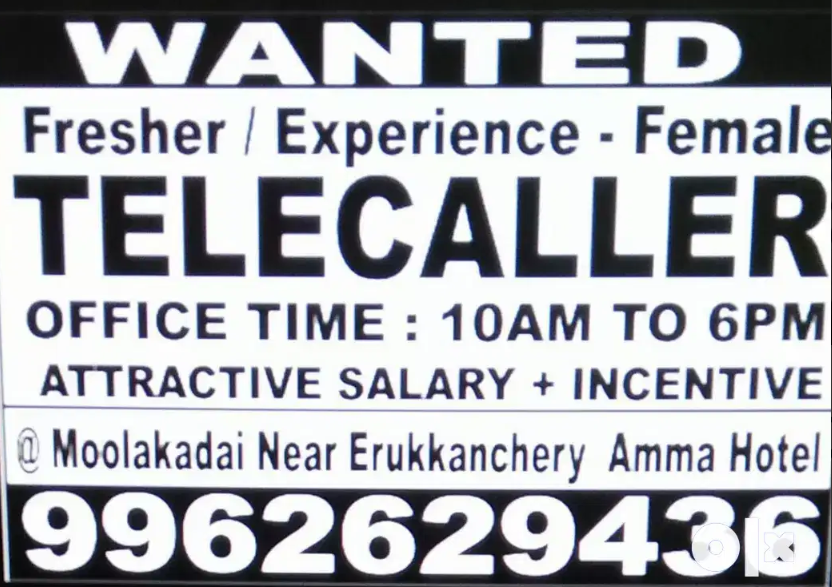 WANTED
Fresher / Experience - Female
TELECALLER
OFFICE TIME : 10AM TO 6PM
ATTRACTIVE SALARY + INCENTIVE
@ Moolakadai Near Erukkanchery Amma Hotel
9962629436
olx